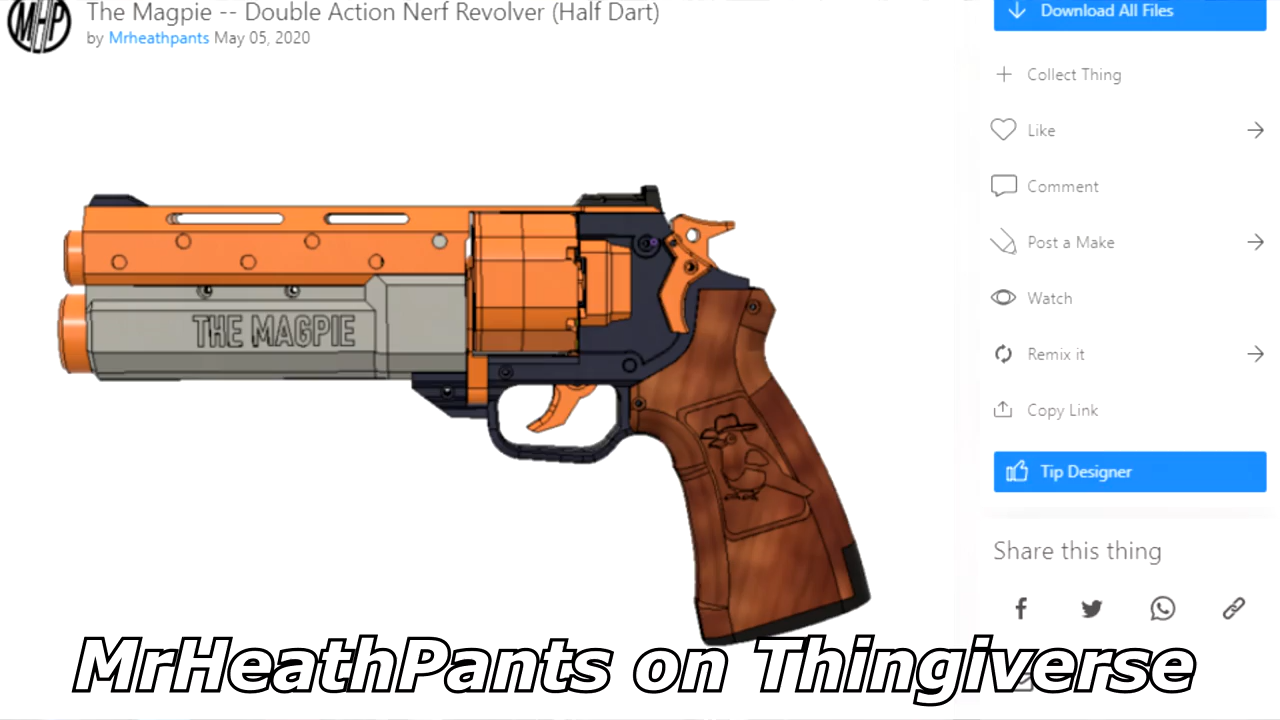 MHP
The Magpie -- Double Action Nerf Revolver (Half Dart)
by Mrheathpants May 05, 2020
Download All Files
Collect Thing
Like
Comment
Post a Make
Watch
Remix it
Copy Link
Tip Designer
Share this thing
THE MAGPIE
MrHeathPants on Thingiverse